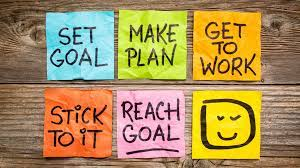 SET
GOAL
MAKE
PLAN
GET
TO
WORK
STICK
TO IT
REACH
GOAL